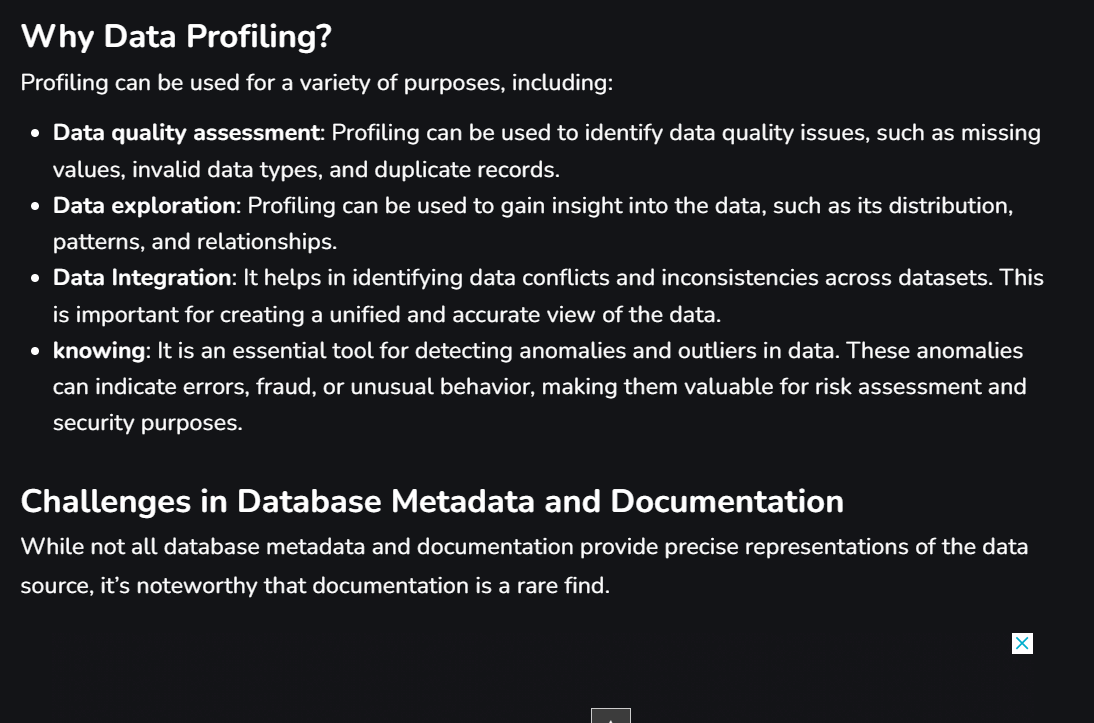 Why Data Profiling?
Profiling can be used for a variety of purposes, including:
• Data quality assessment: Profiling can be used to identify data quality issues, such as missing
values, invalid data types, and duplicate records.
• Data exploration: Profiling can be used to gain insight into the data, such as its distribution,
patterns, and relationships.
• Data Integration: It helps in identifying data conflicts and inconsistencies across datasets. This
is important for creating a unified and accurate view of the data.
• knowing: It is an essential tool for detecting anomalies and outliers in data. These anomalies
can indicate errors, fraud, or unusual behavior, making them valuable for risk assessment and
security purposes.
Challenges in Database Metadata and Documentation
While not all database metadata and documentation provide precise representations of the data
source, it’s noteworthy that documentation is a rare find.